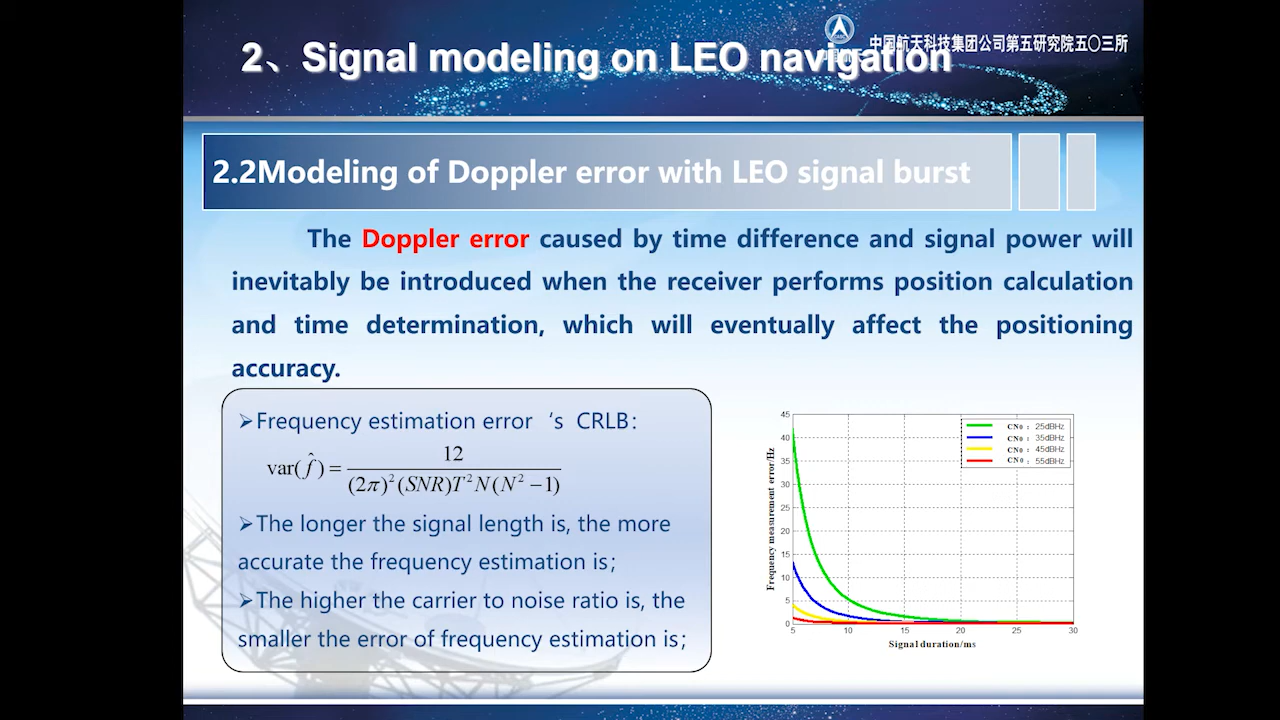 2、Signal modeling on LEO navigation
中国航天科技集团公司第五研究院五〇三所
2.2Modeling of Doppler error with LEO signal burst
The Doppler error caused by time difference and signal power will
inevitably be introduced when the receiver performs position calculation
and time determination, which will eventually affect the positioning
accuracy.
➢Frequency estimation error ‘s CRLB:
var(f̂) = 12 / (2π)²(SNR)T²N(N²−1)
➢The longer the signal length is, the more
accurate the frequency estimation is;
➢The higher the carrier to noise ratio is, the
smaller the error of frequency estimation is;
Frequency measurement error/Hz
45
40
35
30
25
20
15
10
5
0
CN0 : 25dBHz
CN0 : 35dBHz
CN0 : 45dBHz
CN0 : 55dBHz
5 10 15 20 25 30
Signal duration/ms